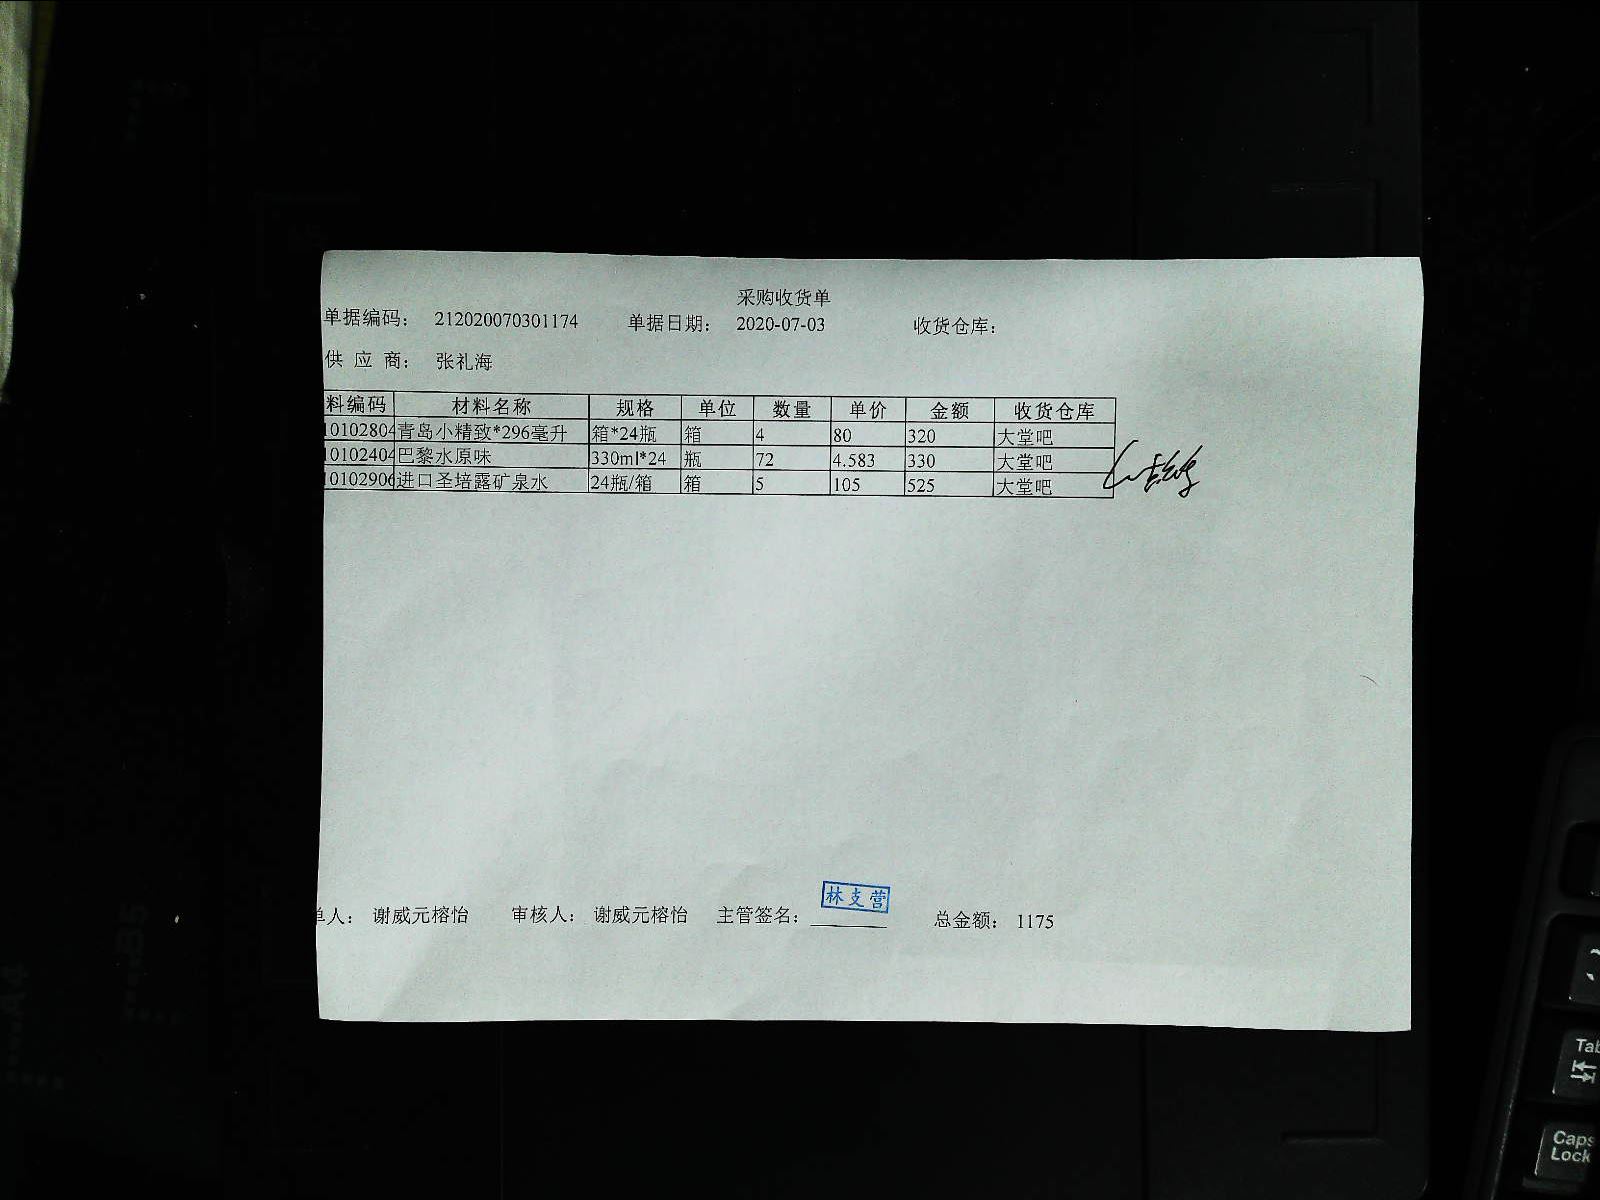 采购收货单
单据编码： 212020070301174 单据日期： 2020-07-03 收货仓库：
供 应 商： 张礼海
料编码 材料名称 规格 单位 数量 单价 金额 收货仓库
10102804 青岛小精致*296毫升 箱*24瓶 箱 4 80 320 大堂吧
10102404 巴黎水原味 330ml*24 瓶 72 4.583 330 大堂吧
10102906 进口圣培露矿泉水 24瓶/箱 箱 5 105 525 大堂吧
林支营
单人： 谢威元榕怡 审核人： 谢威元榕怡 主管签名： 总金额： 1175
Tab
Caps
Lock